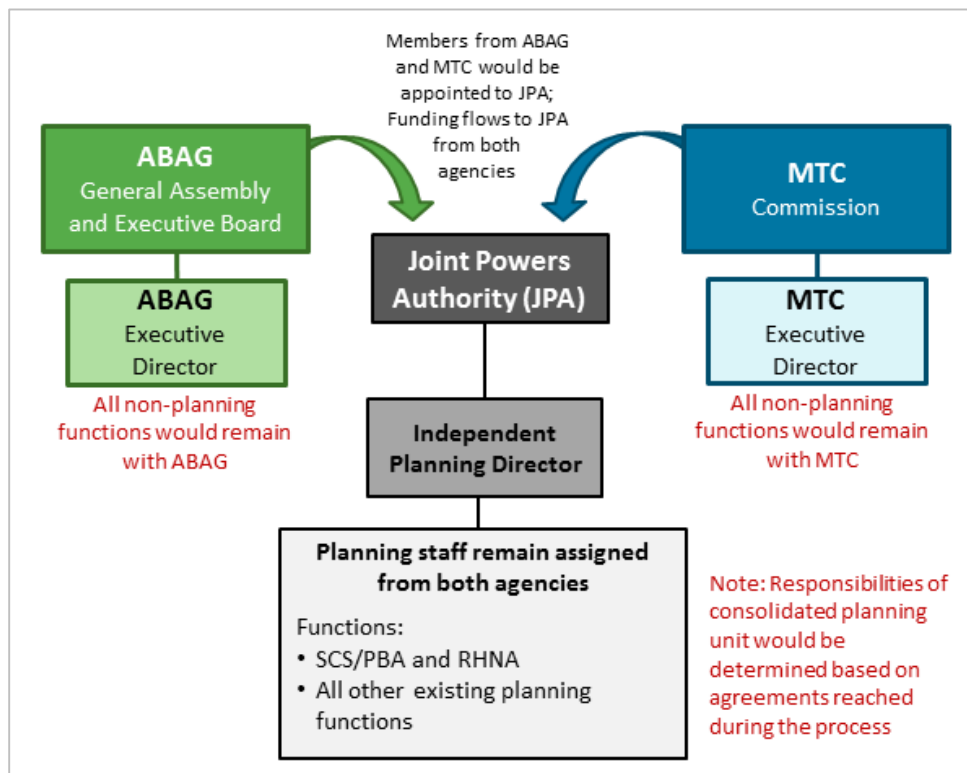 Members from ABAG
and MTC would be
appointed to JPA;
Funding flows to JPA
from both
agencies
ABAG
General Assembly
and Executive Board
MTC
Commission
Joint Powers
Authority (JPA)
ABAG
Executive
Director
MTC
Executive
Director
All non-planning
functions would remain
with ABAG
All non-planning
functions would remain
with MTC
Independent
Planning Director
Planning staff remain assigned
from both agencies
Functions:
• SCS/PBA and RHNA
• All other existing planning
functions
Note: Responsibilities of
consolidated planning
unit would be
determined based on
agreements reached
during the process